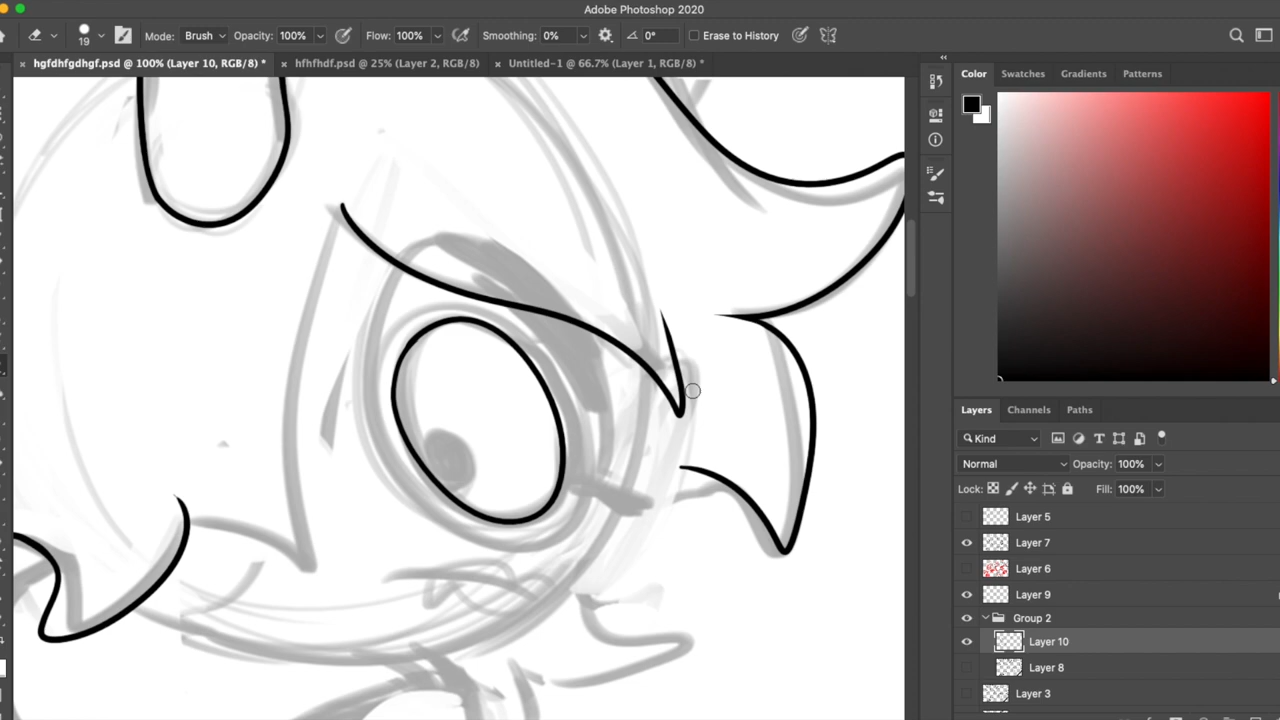 Adobe Photoshop 2020
19 Mode: Brush Opacity: 100% Flow: 100% Smoothing: 0% 0° Erase to History
× hgfdhfgdhgf.psd @ 100% (Layer 10, RGB/8) * × hfhfhdf.psd @ 25% (Layer 2, RGB/8) × Untitled-1 @ 66.7% (Layer 1, RGB/8) *
Color Swatches Gradients Patterns
Layers Channels Paths
Kind
Normal Opacity: 100%
Lock: Fill: 100%
Layer 5
Layer 7
Layer 6
Layer 9
Group 2
Layer 10
Layer 8
Layer 3